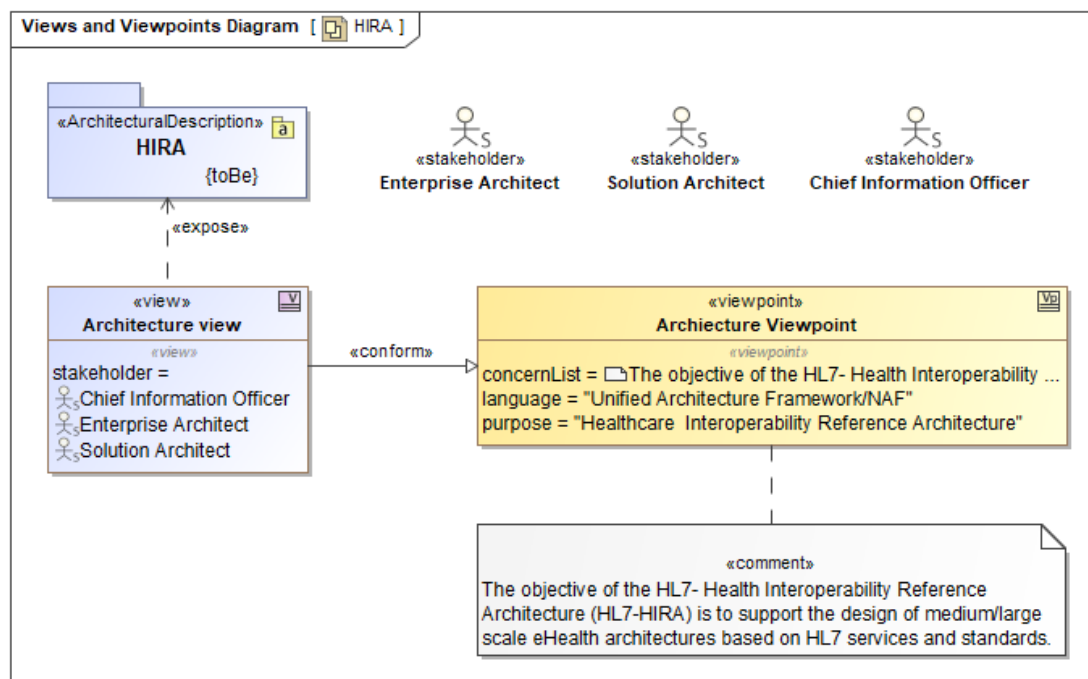 Views and Viewpoints Diagram [ HIRA ]
«ArchitecturalDescription» a
HIRA
{toBe}
«expose»
S
«stakeholder»
Enterprise Architect
S
«stakeholder»
Solution Architect
S
«stakeholder»
Chief Information Officer
«view» V
Architecture view
«view»
stakeholder =
S Chief Information Officer
S Enterprise Architect
S Solution Architect
«conform»
«viewpoint» Vp
Archiecture Viewpoint
«viewpoint»
concernList = The objective of the HL7- Health Interoperability ...
language = "Unified Architecture Framework/NAF"
purpose = "Healthcare  Interoperability Reference Architecture"
«comment»
The objective of the HL7- Health Interoperability Reference
Architecture (HL7-HIRA) is to support the design of medium/large
scale eHealth architectures based on HL7 services and standards.